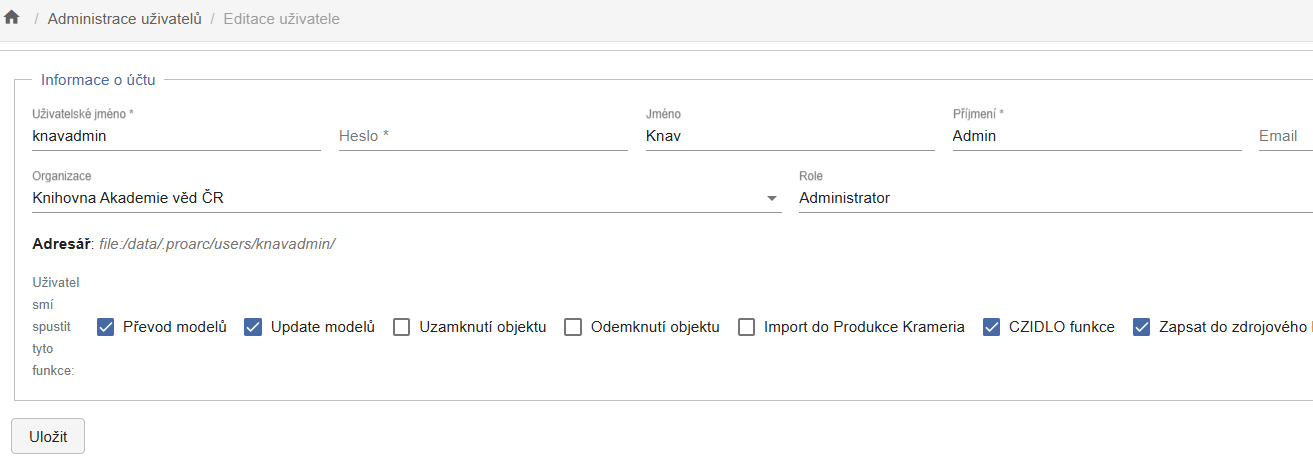 / Administrace uživatelů / Editace uživatele
Informace o účtu
Uživatelské jméno * Jméno Příjmení *
knavadmin Heslo * Knav Admin Email
Organizace Role
Knihovna Akademie věd ČR Administrator
Adresář: file:/data/.proarc/users/knavadmin/
Uživatel
smí
spustit Převod modelů Update modelů Uzamknutí objektu Odemknutí objektu Import do Produkce Krameria CZIDLO funkce Zapsat do zdrojového
tyto
funkce:
Uložit